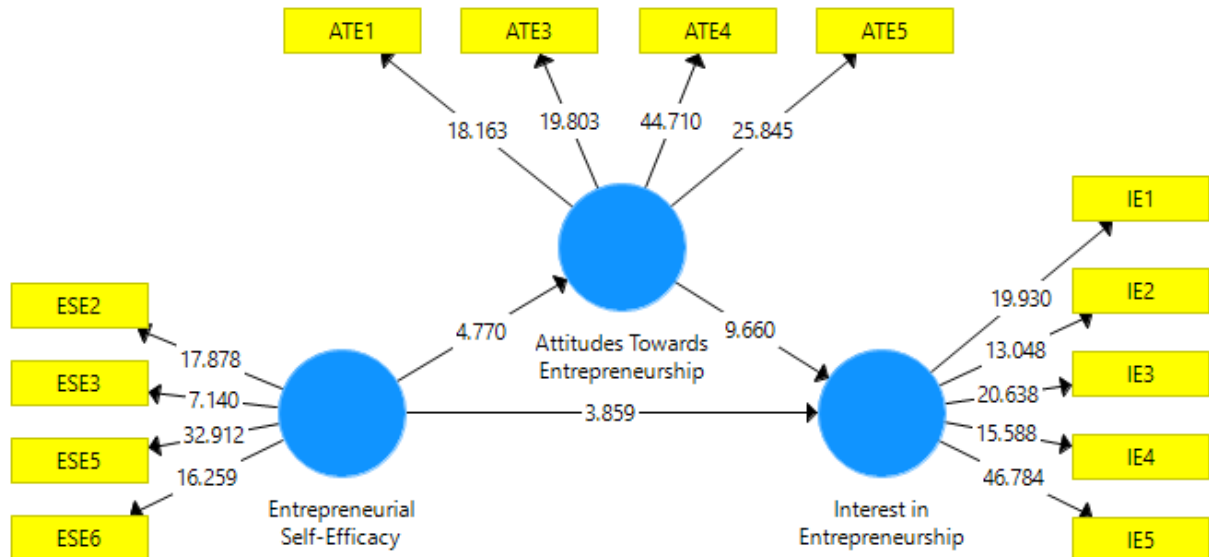 ATE1
ATE3
ATE4
ATE5
18.163
19.803
44.710
25.845
IE1
IE2
IE3
IE4
IE5
19.930
13.048
20.638
15.588
46.784
ESE2
ESE3
ESE5
ESE6
17.878
7.140
32.912
16.259
4.770
9.660
3.859
Attitudes Towards
Entrepreneurship
Entrepreneurial
Self-Efficacy
Interest in
Entrepreneurship